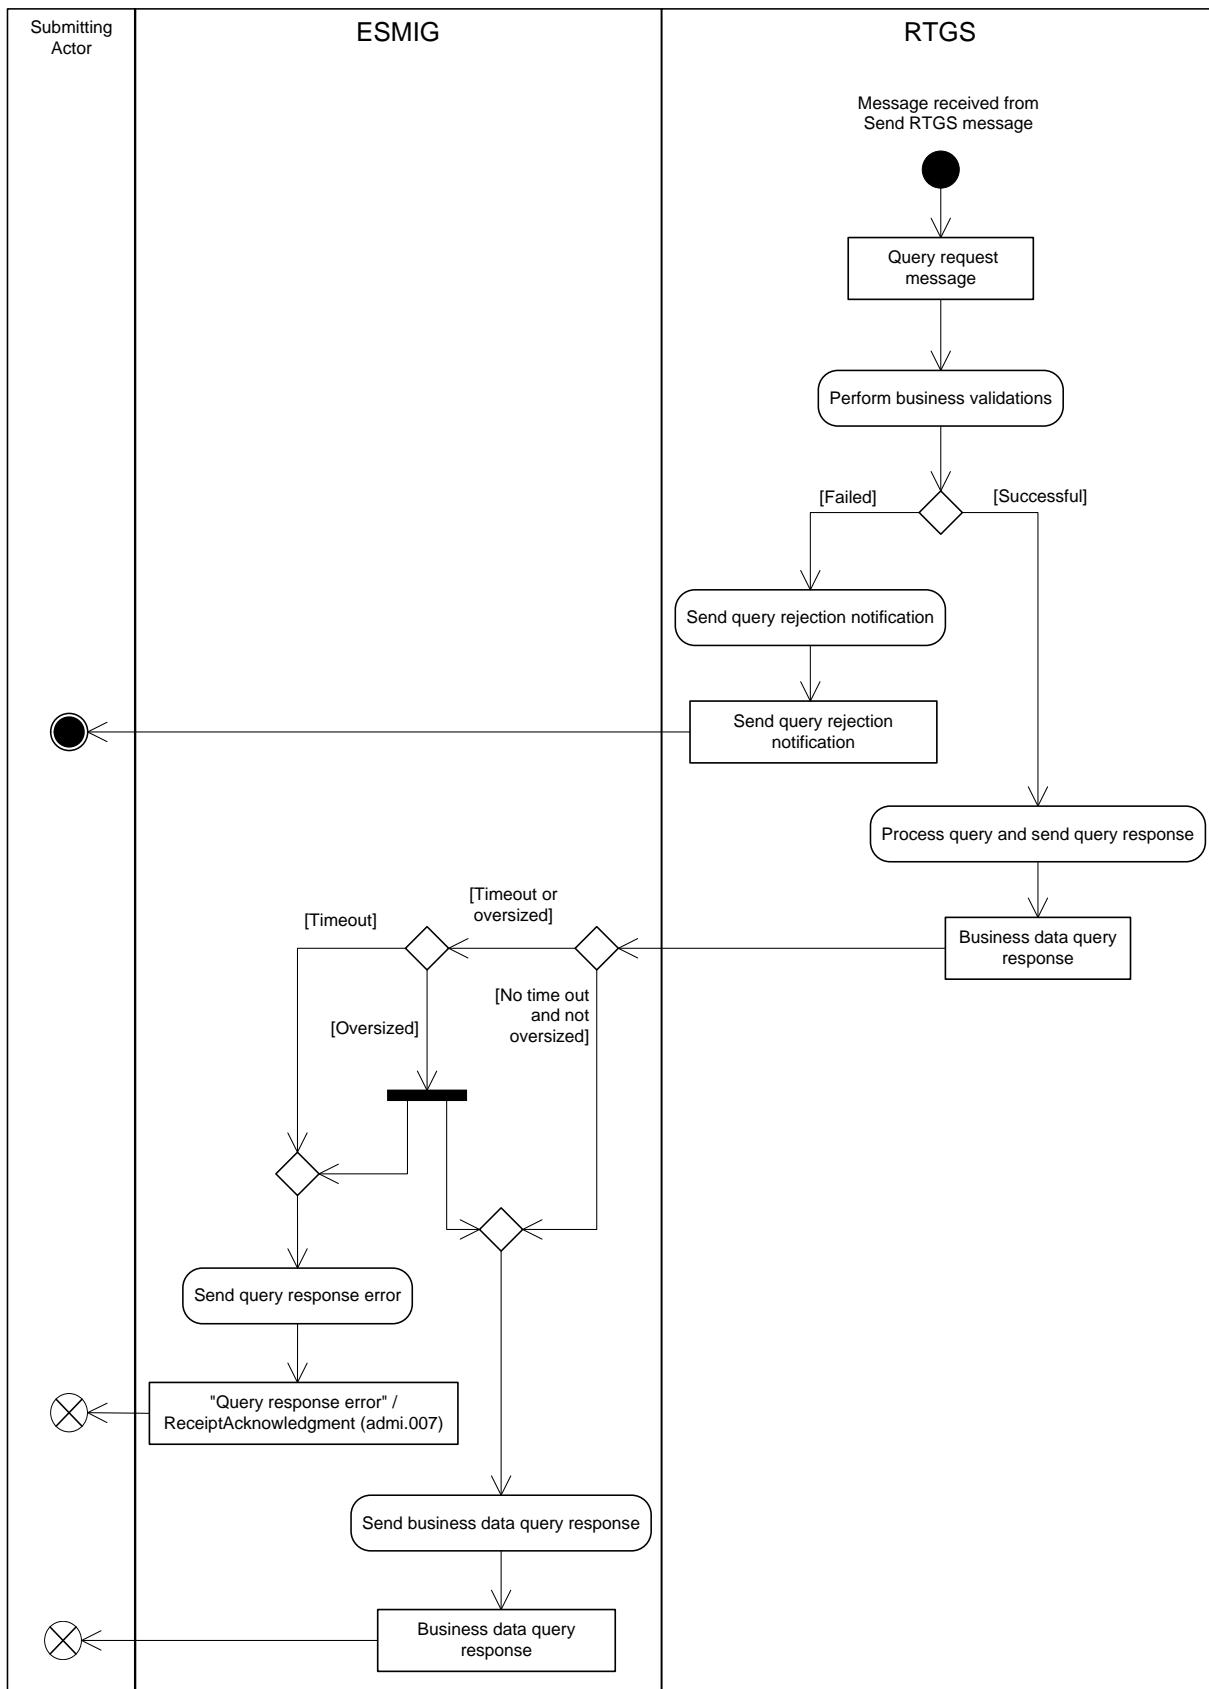 Submitting
Actor
ESMIG
RTGS
Message received from
Send RTGS message
Query request
message
Perform business validations
[Failed]
[Successful]
Send query rejection notification
Send query rejection
notification
Process query and send query response
Business data query
response
[Timeout or
oversized]
[Timeout]
[No time out
and not
oversized]
[Oversized]
Send query response error
"Query response error" /
ReceiptAcknowledgment (admi.007)
Send business data query response
Business data query
response